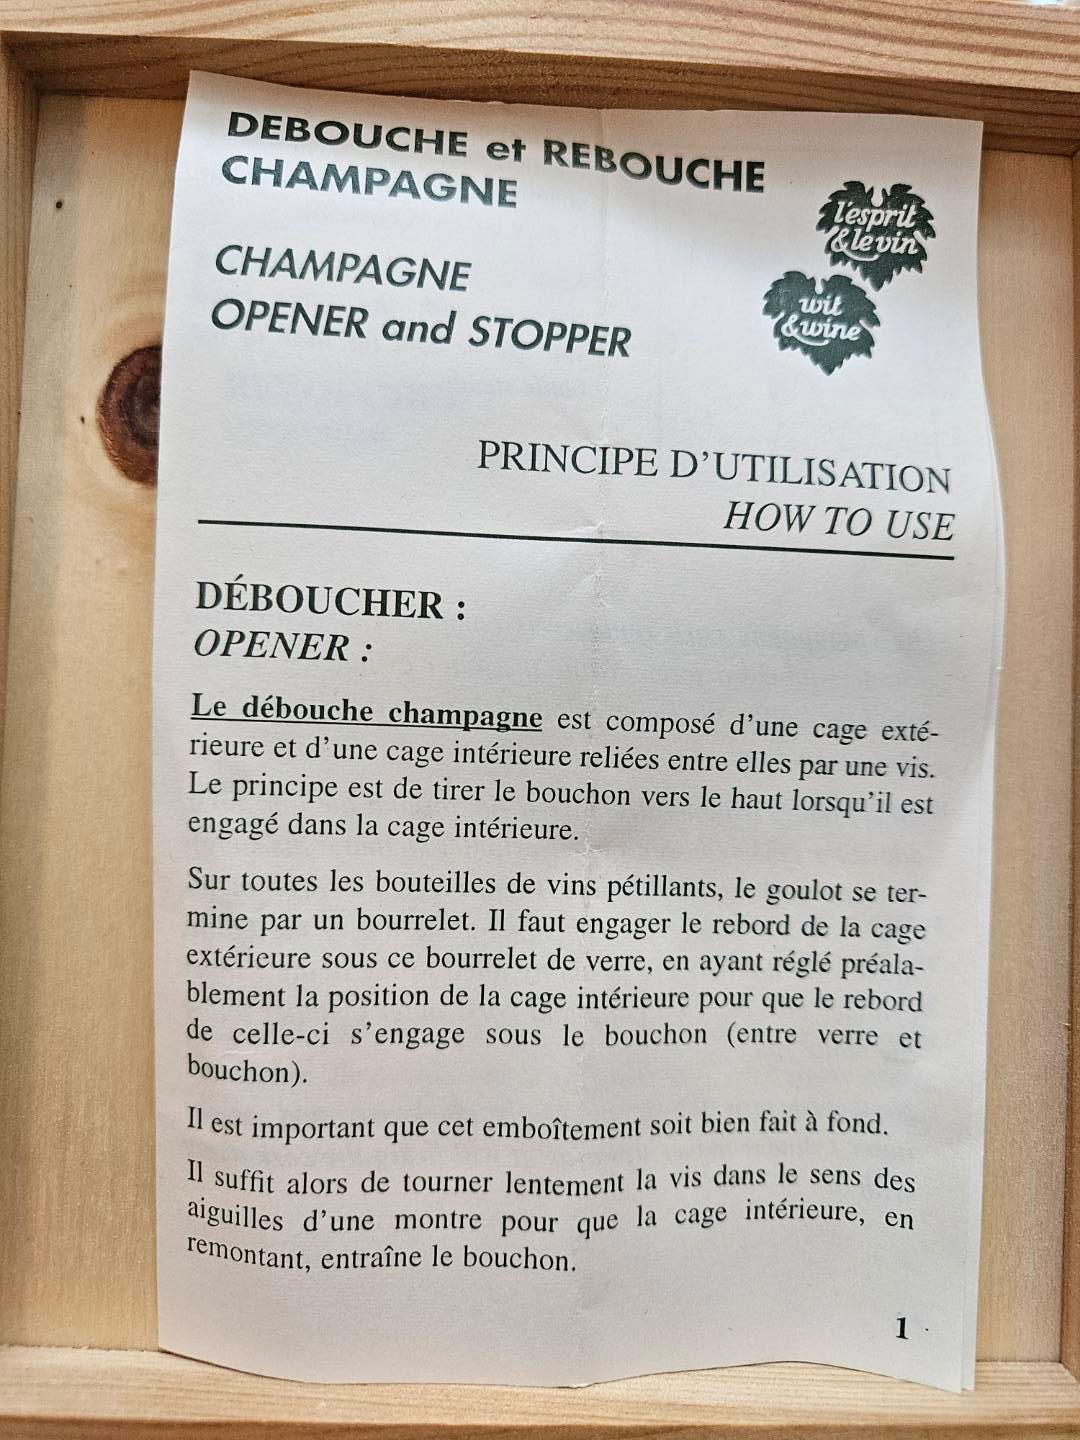 DEBOUCHE et REBOUCHE
CHAMPAGNE
l'esprit
& le vin
CHAMPAGNE
OPENER and STOPPER
wit
& wine
PRINCIPE D'UTILISATION
HOW TO USE
DÉBOUCHER :
OPENER :
Le débouche champagne est composé d'une cage exté-
rieure et d'une cage intérieure reliées entre elles par une vis.
Le principe est de tirer le bouchon vers le haut lorsqu'il est
engagé dans la cage intérieure.
Sur toutes les bouteilles de vins pétillants, le goulot se ter-
mine par un bourrelet. Il faut engager le rebord de la cage
extérieure sous ce bourrelet de verre, en ayant réglé préala-
blement la position de la cage intérieure pour que le rebord
de celle-ci s'engage sous le bouchon (entre verre et
bouchon).
Il est important que cet emboîtement soit bien fait à fond.
Il suffit alors de tourner lentement la vis dans le sens des
aiguilles d'une montre pour que la cage intérieure, en
remontant, entraîne le bouchon.
1